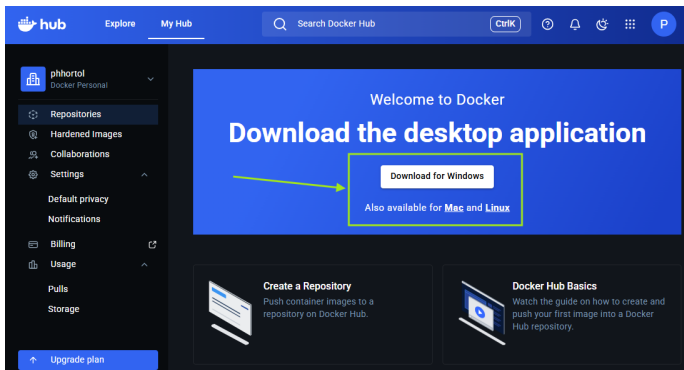 hub
Explore
My Hub
Search Docker Hub
CtrlK
P
phhortol
Docker Personal
Repositories
Hardened Images
Collaborations
Settings
Default privacy
Notifications
Billing
Usage
Pulls
Storage
Upgrade plan
Welcome to Docker
Download the desktop application
Download for Windows
Also available for Mac and Linux
Create a Repository
Push container images to a
repository on Docker Hub.
Docker Hub Basics
Watch the guide on how to create and
push your first image into a Docker
Hub repository.